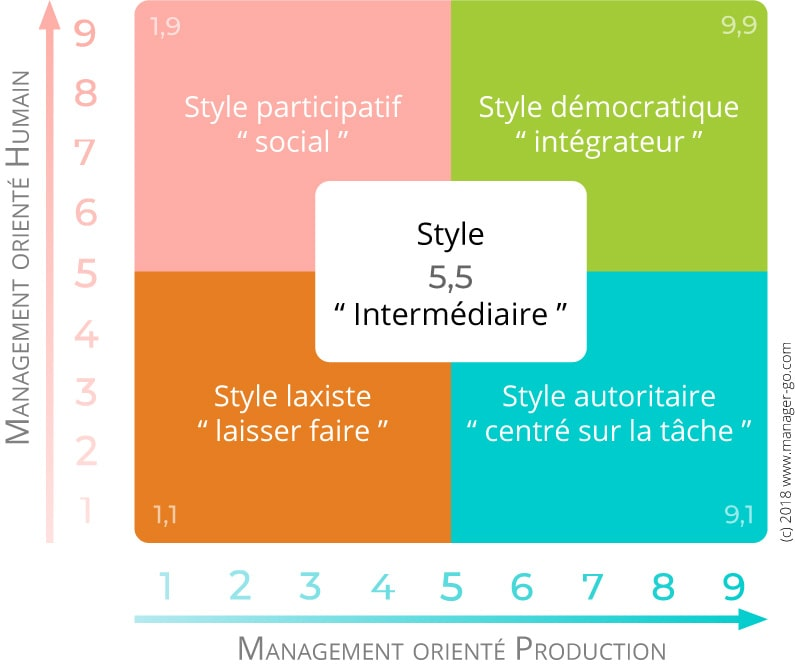 MANAGEMENT ORIENTÉ HUMAIN
9
8
7
6
5
4
3
2
1
1,9
9,9
Style participatif
“ social ”
Style démocratique
“ intégrateur ”
Style
5,5
“ Intermédiaire ”
Style laxiste
“ laisser faire ”
Style autoritaire
“ centré sur la tâche ”
1,1
9,1
1 2 3 4 5 6 7 8 9
MANAGEMENT ORIENTÉ PRODUCTION
(c) 2018 www.manager-go.com